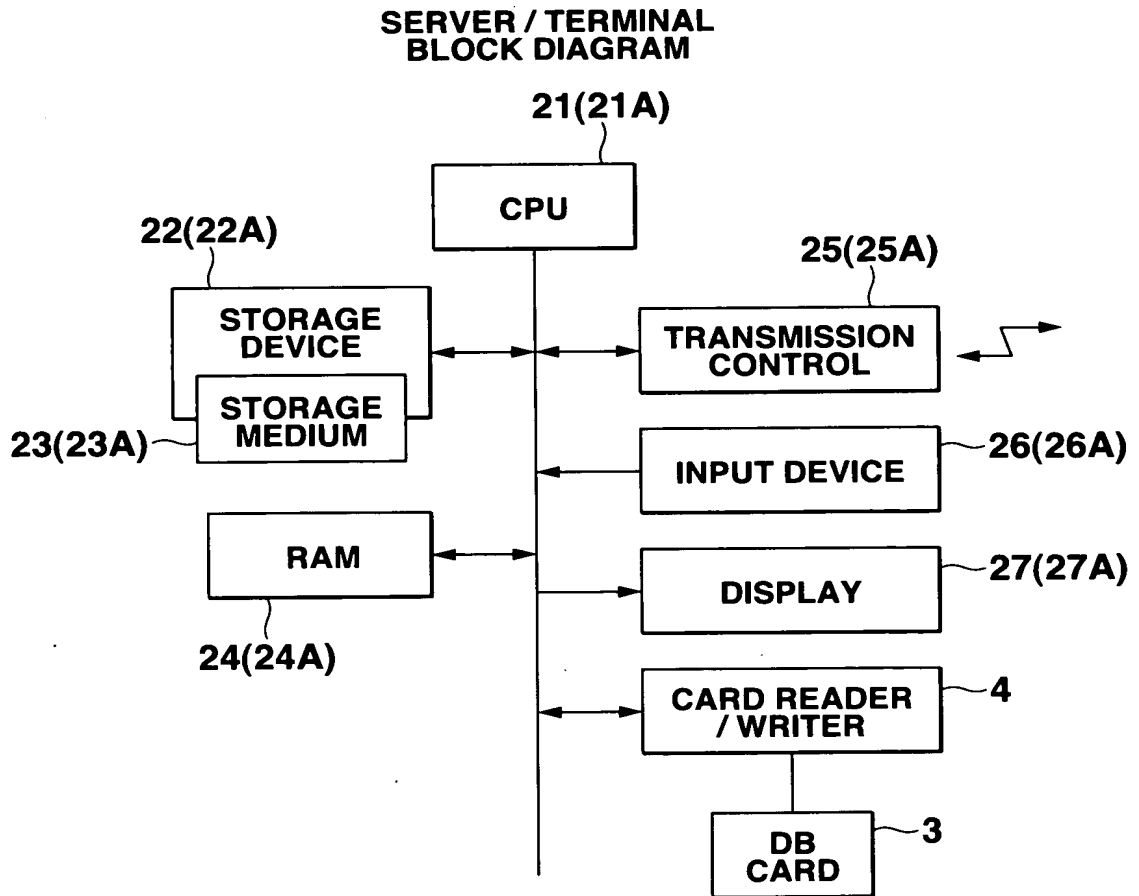 SERVER / TERMINAL
BLOCK DIAGRAM
21(21A)
CPU
22(22A)
STORAGE
DEVICE
STORAGE
MEDIUM
23(23A)
RAM
24(24A)
25(25A)
TRANSMISSION
CONTROL
INPUT DEVICE
26(26A)
DISPLAY
27(27A)
CARD READER
/ WRITER
4
DB
CARD
3